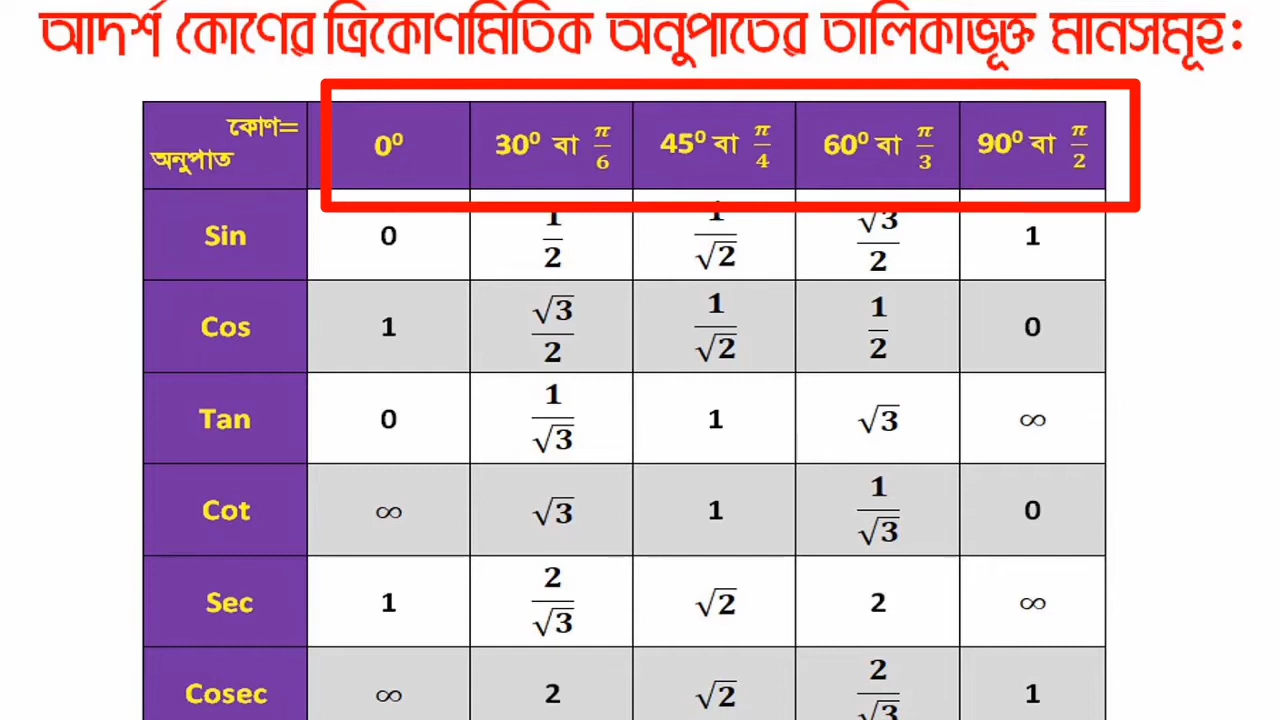 আদর্শ কোণের ত্রিকোণমিতিক অনুপাতের তালিকাভূক্ত মানসমূহ:
কোণ= অনুপাত 0⁰ 30⁰ বা π/6 45⁰ বা π/4 60⁰ বা π/3 90⁰ বা π/2
Sin 0 1/2 1/√2 √3/2 1
Cos 1 √3/2 1/√2 1/2 0
Tan 0 1/√3 1 √3 ∞
Cot ∞ √3 1 1/√3 0
Sec 1 2/√3 √2 2 ∞
Cosec ∞ 2 √2 2/√3 1